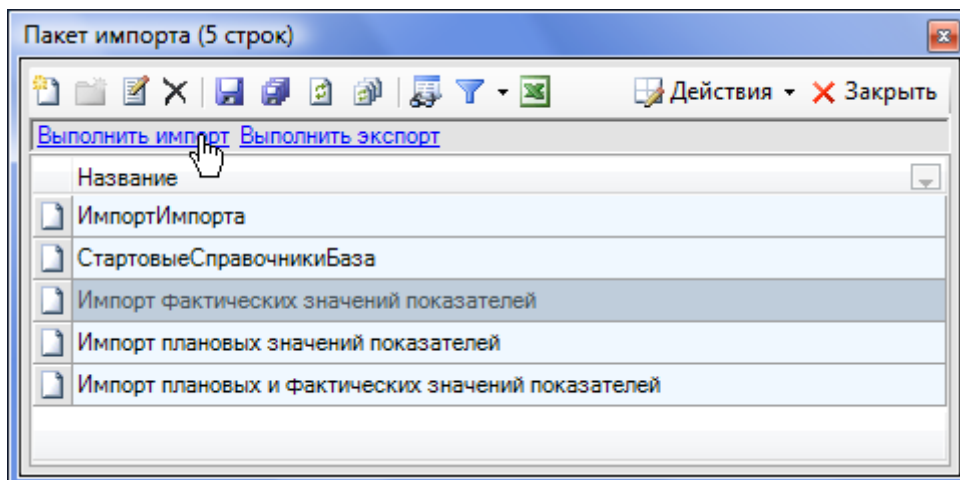 Пакет импорта (5 строк)
Действия Закрыть
Выполнить импорт Выполнить экспорт
Название
ИмпортИмпорта
СтартовыеСправочникиБаза
Импорт фактических значений показателей
Импорт плановых значений показателей
Импорт плановых и фактических значений показателей